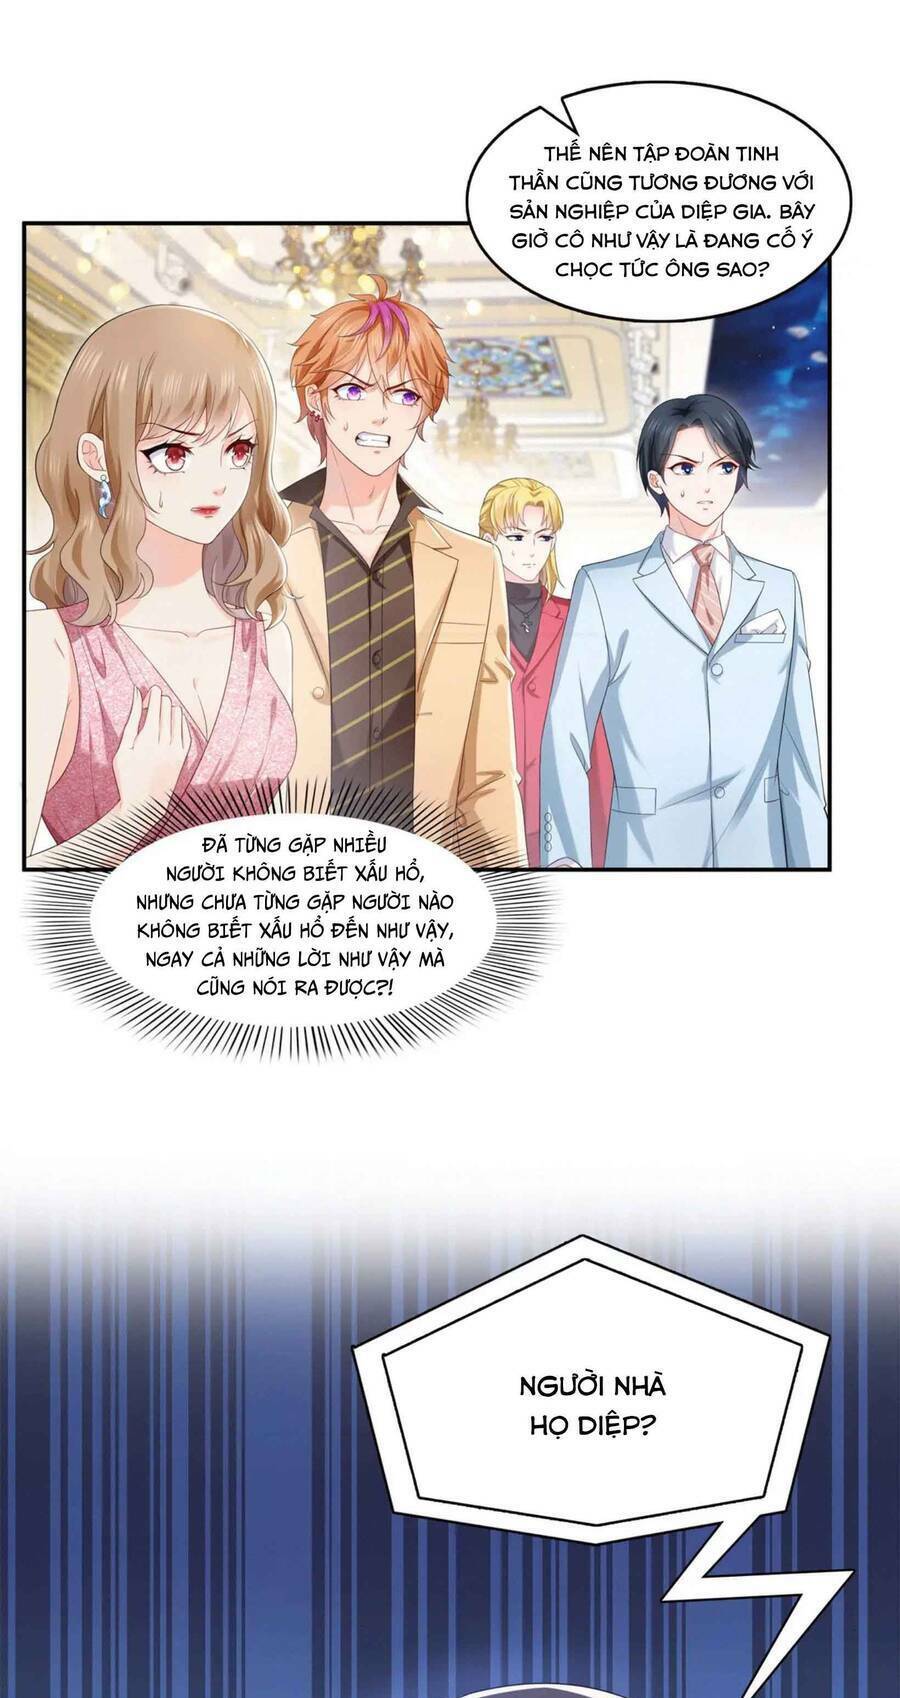 THẾ NÊN TẬP ĐOÀN TINH
THẦN CŨNG TƯƠNG ĐƯƠNG VỚI
SẢN NGHIỆP CỦA DIỆP GIA. BÂY
GIỜ CÔ NHƯ VẬY LÀ ĐANG CỐ Ý
CHỌC TỨC ÔNG SAO?
ĐÃ TỪNG GẶP NHIỀU
NGƯỜI KHÔNG BIẾT XẤU HỔ,
NHƯNG CHƯA TỪNG GẶP NGƯỜI NÀO
KHÔNG BIẾT XẤU HỔ ĐẾN NHƯ VẬY,
NGAY CẢ NHỮNG LỜI NHƯ VẬY MÀ
CŨNG NÓI RA ĐƯỢC?!
NGƯỜI NHÀ
HỌ DIỆP?